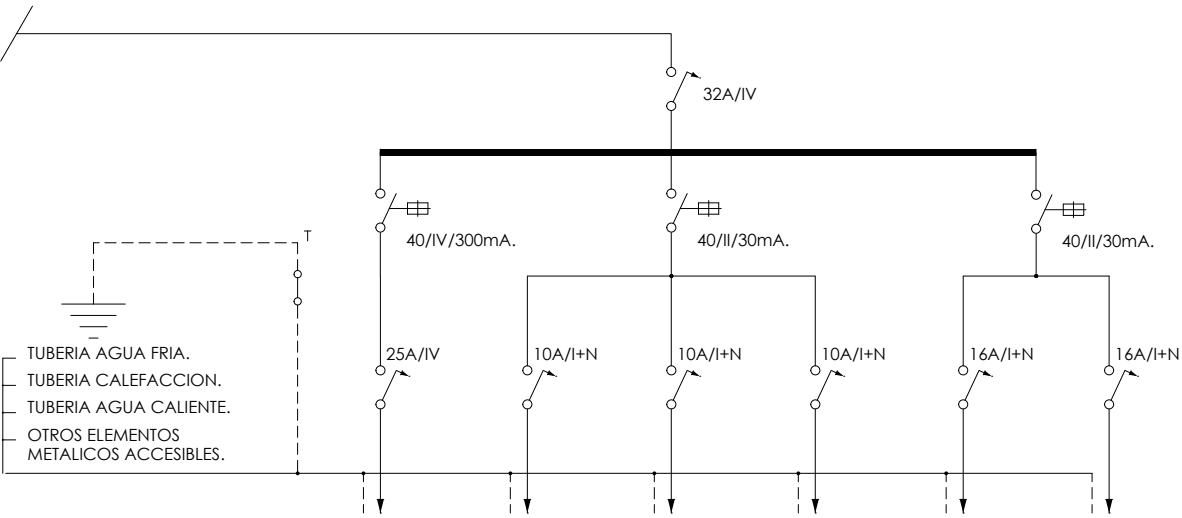 32A/IV
40/IV/300mA.
40/II/30mA.
40/II/30mA.
T
TUBERIA AGUA FRIA.
TUBERIA CALEFACCION.
TUBERIA AGUA CALIENTE.
OTROS ELEMENTOS
METALICOS ACCESIBLES.
25A/IV
10A/I+N
10A/I+N
10A/I+N
16A/I+N
16A/I+N